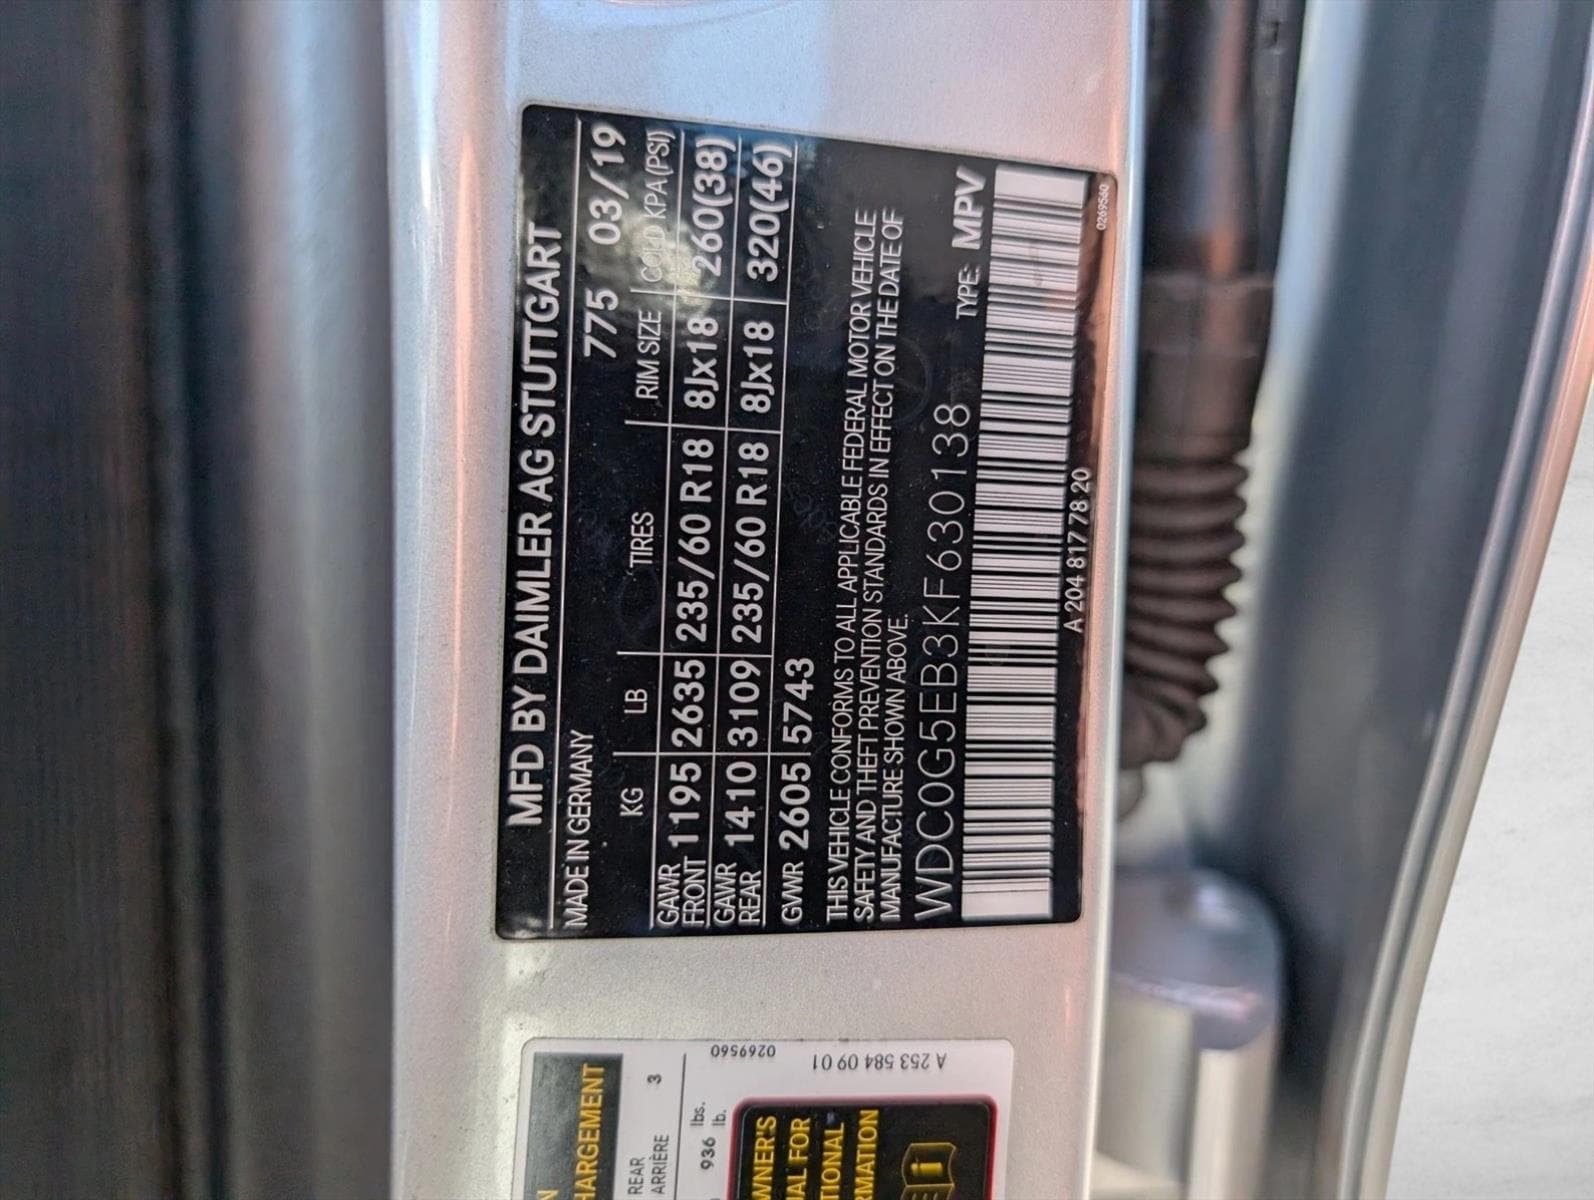 MFD BY DAIMLER AG STUTTGART
MADE IN GERMANY 775 03/19
KG LB TIRES RIM SIZE COLD KPA (PSI)
GAWR FRONT 1195 2635 235/60 R18 8Jx18 260(38)
GAWR REAR 1410 3109 235/60 R18 8Jx18 320(46)
GVWR 2605 5743
THIS VEHICLE CONFORMS TO ALL APPLICABLE FEDERAL MOTOR VEHICLE
SAFETY AND THEFT PREVENTION STANDARDS IN EFFECT ON THE DATE OF
MANUFACTURE SHOWN ABOVE.
WDC0G5EB3KF630138 TYPE: MPV
A 204 817 78 20
0269560
CHARGEMENT
REAR
ARRIÈRE 3
936 lbs.
lb.
0269560
A 253 584 09 01